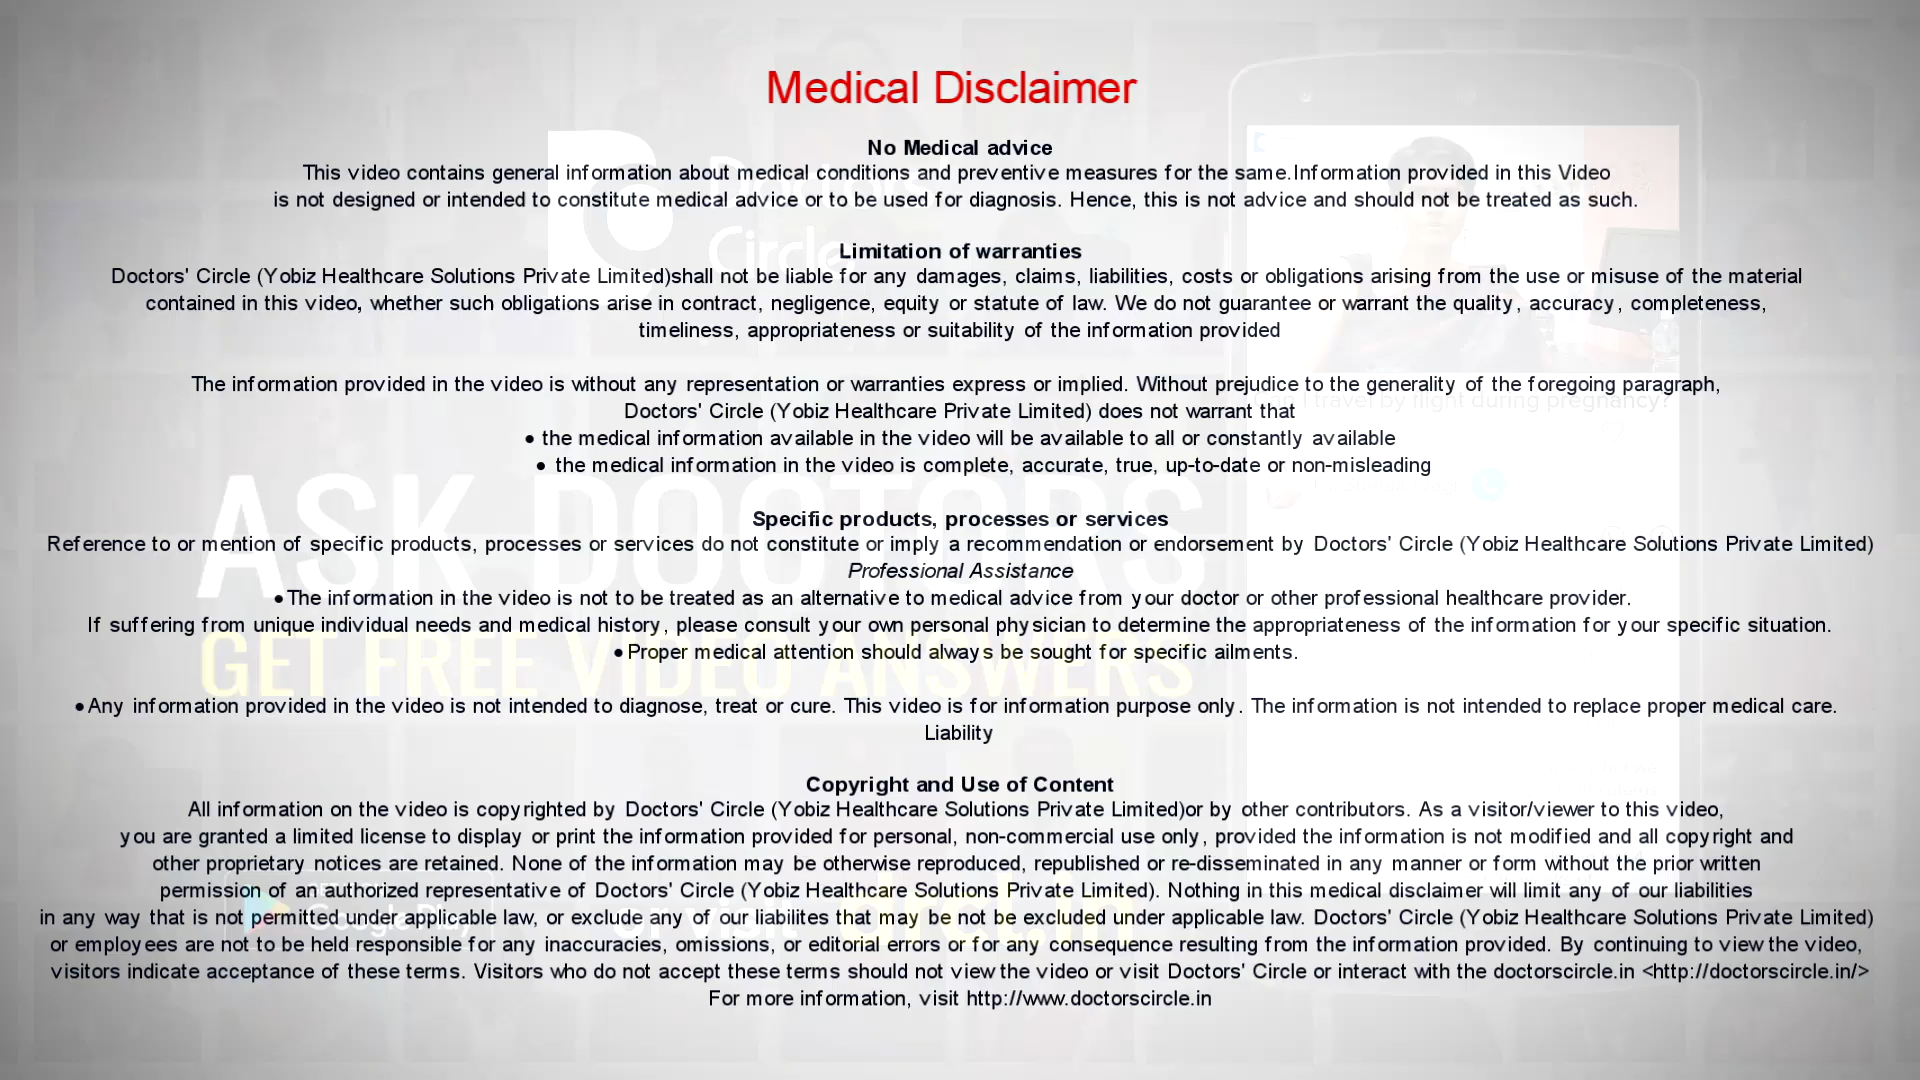 Medical Disclaimer
No Medical advice
This video contains general information about medical conditions and preventive measures for the same.Information provided in this Video
is not designed or intended to constitute medical advice or to be used for diagnosis. Hence, this is not advice and should not be treated as such.
Doctors'
Circle
Limitation of warranties
Doctors' Circle (Yobiz Healthcare Solutions Private Limited)shall not be liable for any damages, claims, liabilities, costs or obligations arising from the use or misuse of the material
contained in this video, whether such obligations arise in contract, negligence, equity or statute of law. We do not guarantee or warrant the quality, accuracy, completeness,
timeliness, appropriateness or suitability of the information provided
The information provided in the video is without any representation or warranties express or implied. Without prejudice to the generality of the foregoing paragraph,
Can I travel by flight during pregnancy?
Doctors' Circle (Yobiz Healthcare Private Limited) does not warrant that
• the medical information available in the video will be available to all or constantly available
• the medical information in the video is complete, accurate, true, up-to-date or non-misleading
ASK DOCTORS
Specific products, processes or services
Reference to or mention of specific products, processes or services do not constitute or imply a recommendation or endorsement by Doctors' Circle (Yobiz Healthcare Solutions Private Limited)
Professional Assistance
•The information in the video is not to be treated as an alternative to medical advice from your doctor or other professional healthcare provider.
If suffering from unique individual needs and medical history, please consult your own personal physician to determine the appropriateness of the information for your specific situation.
•Proper medical attention should always be sought for specific ailments.
GET FREE VIDEO ANSWERS
•Any information provided in the video is not intended to diagnose, treat or cure. This video is for information purpose only. The information is not intended to replace proper medical care.
Liability
Copyright and Use of Content
All information on the video is copyrighted by Doctors' Circle (Yobiz Healthcare Solutions Private Limited)or by other contributors. As a visitor/viewer to this video,
you are granted a limited license to display or print the information provided for personal, non-commercial use only, provided the information is not modified and all copyright and
other proprietary notices are retained. None of the information may be otherwise reproduced, republished or re-disseminated in any manner or form without the prior written
permission of an authorized representative of Doctors' Circle (Yobiz Healthcare Solutions Private Limited). Nothing in this medical disclaimer will limit any of our liabilities
Google Play
or visit drcl.in
in any way that is not permitted under applicable law, or exclude any of our liabilites that may be not be excluded under applicable law. Doctors' Circle (Yobiz Healthcare Solutions Private Limited)
or employees are not to be held responsible for any inaccuracies, omissions, or editorial errors or for any consequence resulting from the information provided. By continuing to view the video,
visitors indicate acceptance of these terms. Visitors who do not accept these terms should not view the video or visit Doctors' Circle or interact with the doctorscircle.in <http://doctorscircle.in/>
For more information, visit http://www.doctorscircle.in